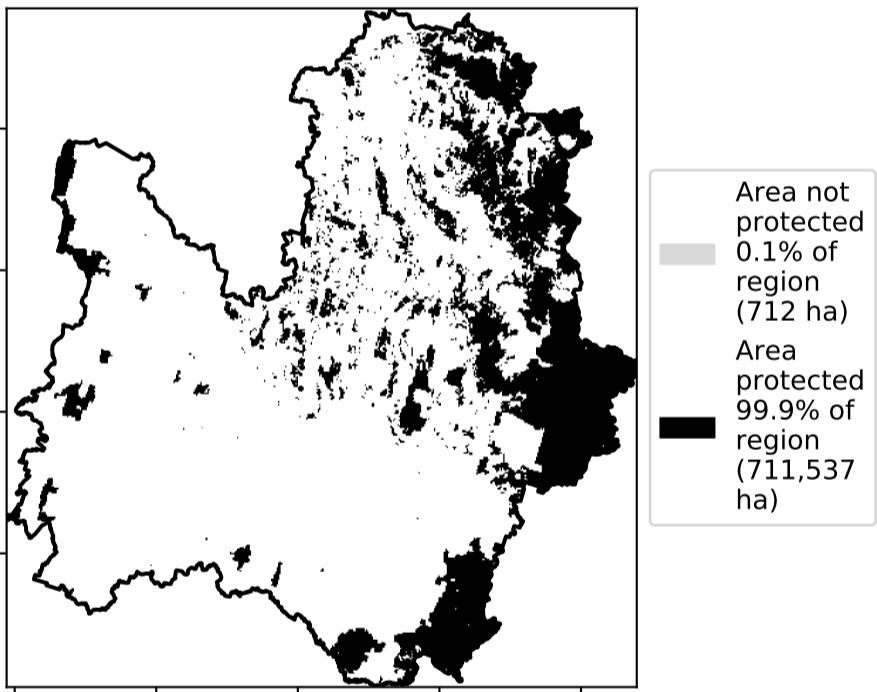 Area not
protected
0.1% of
region
(712 ha)
Area
protected
99.9% of
region
(711,537
ha)